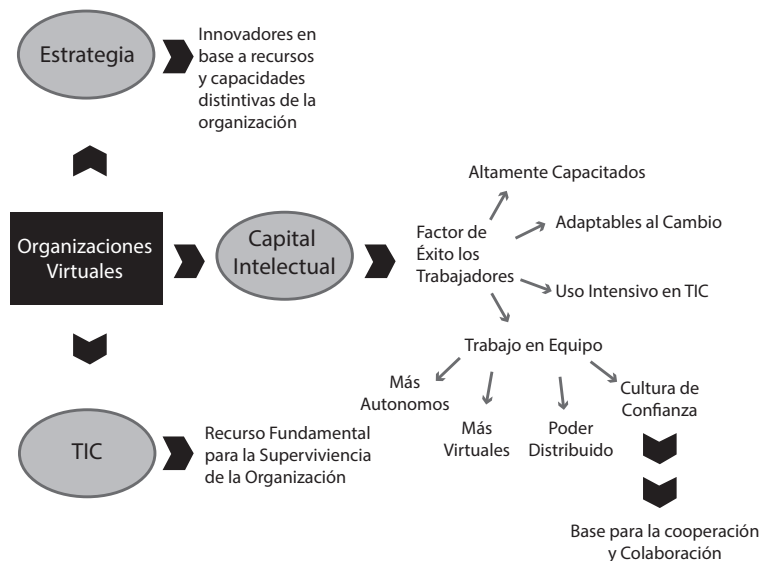 Estrategia
Innovadores en
base a recursos
y capacidades
distintivas de la
organización
Altamente Capacitados
Organizaciones
Virtuales
Capital
Intelectual
Factor de
Éxito los
Trabajadores
Adaptables al Cambio
Uso Intensivo en TIC
Trabajo en Equipo
Más
Autonomos
Más
Virtuales
Poder
Distribuido
Cultura de
Confianza
TIC
Recurso Fundamental
para la Superviviencia
de la Organización
Base para la cooperación
y Colaboración